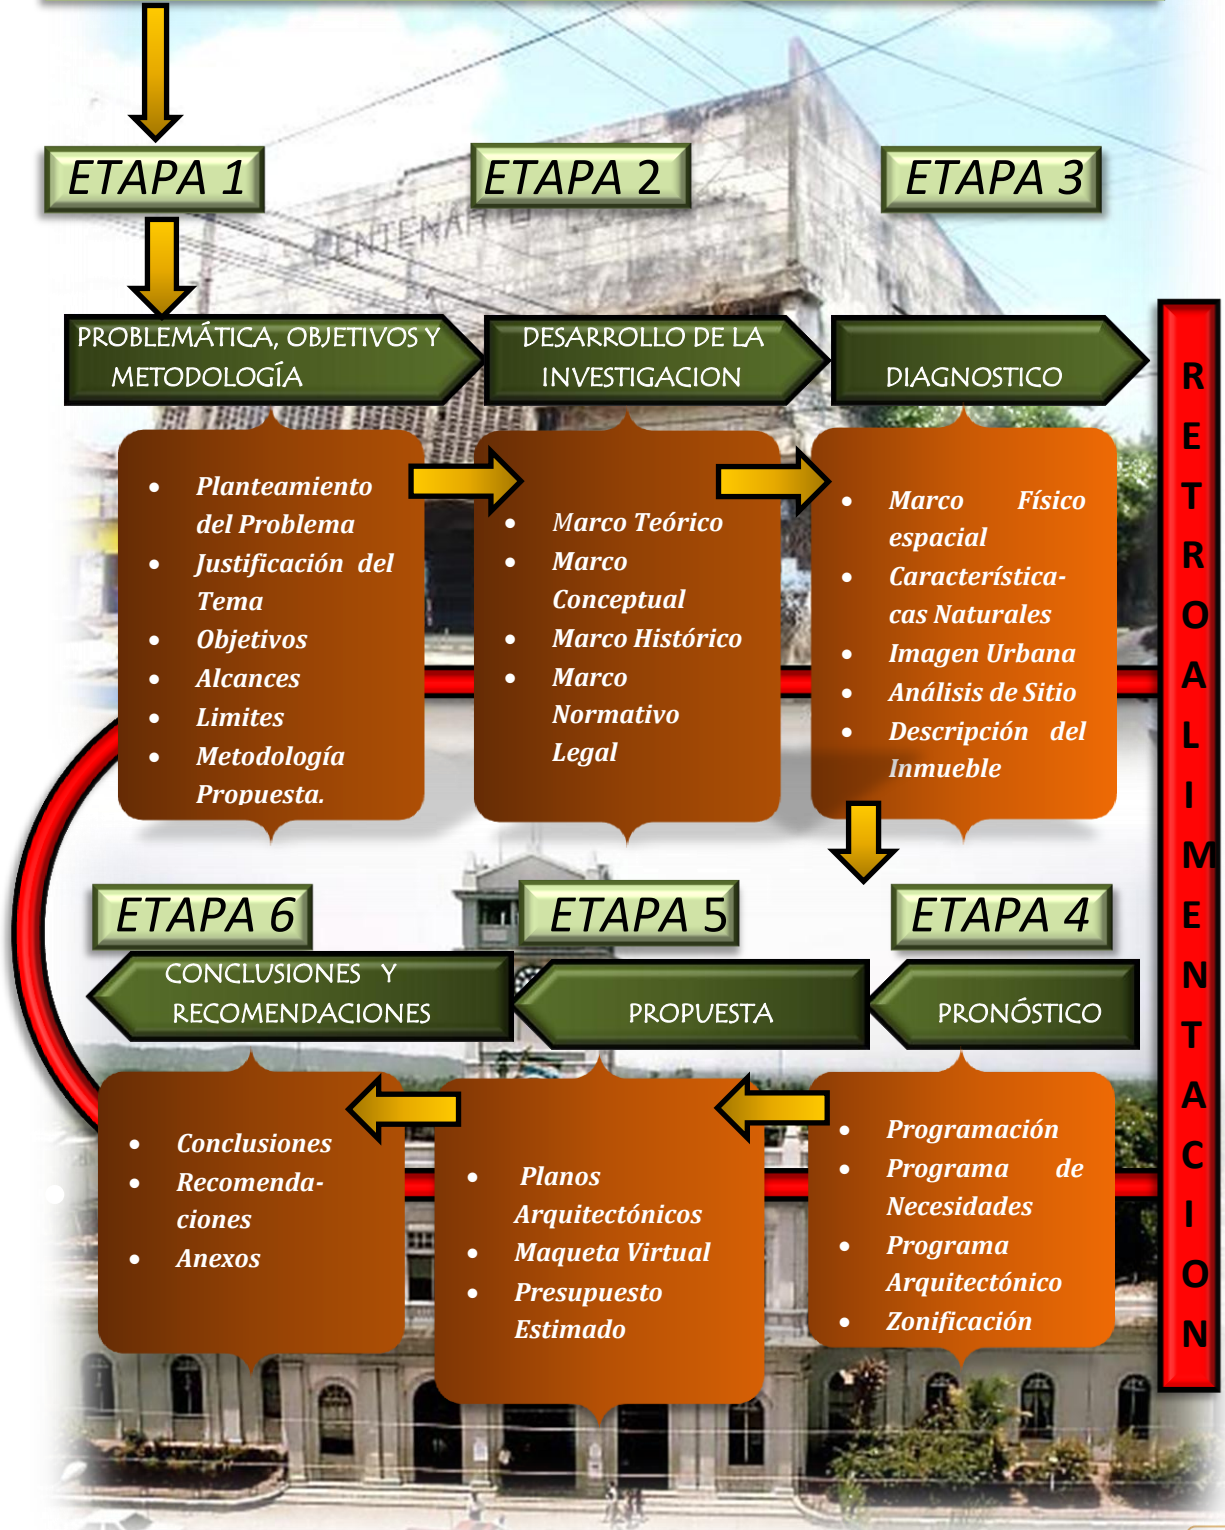 ETAPA 1
ETAPA 2
ETAPA 3
CENTENARIO
PROBLEMÁTICA, OBJETIVOS Y
METODOLOGÍA
DESARROLLO DE LA
INVESTIGACION
DIAGNOSTICO
• Planteamiento
del Problema
• Justificación del
Tema
• Objetivos
• Alcances
• Limites
• Metodología
Propuesta.
• Marco Teórico
• Marco
Conceptual
• Marco Histórico
• Marco
Normativo
Legal
• Marco Físico
espacial
• Característica-
cas Naturales
• Imagen Urbana
• Análisis de Sitio
• Descripción del
Inmueble
RETROALIMENTACION
ETAPA 6
ETAPA 5
ETAPA 4
CONCLUSIONES Y
RECOMENDACIONES
PROPUESTA
PRONÓSTICO
• Conclusiones
• Recomenda-
ciones
• Anexos
• Planos
Arquitectónicos
• Maqueta Virtual
• Presupuesto
Estimado
• Programación
• Programa de
Necesidades
• Programa
Arquitectónico
• Zonificación